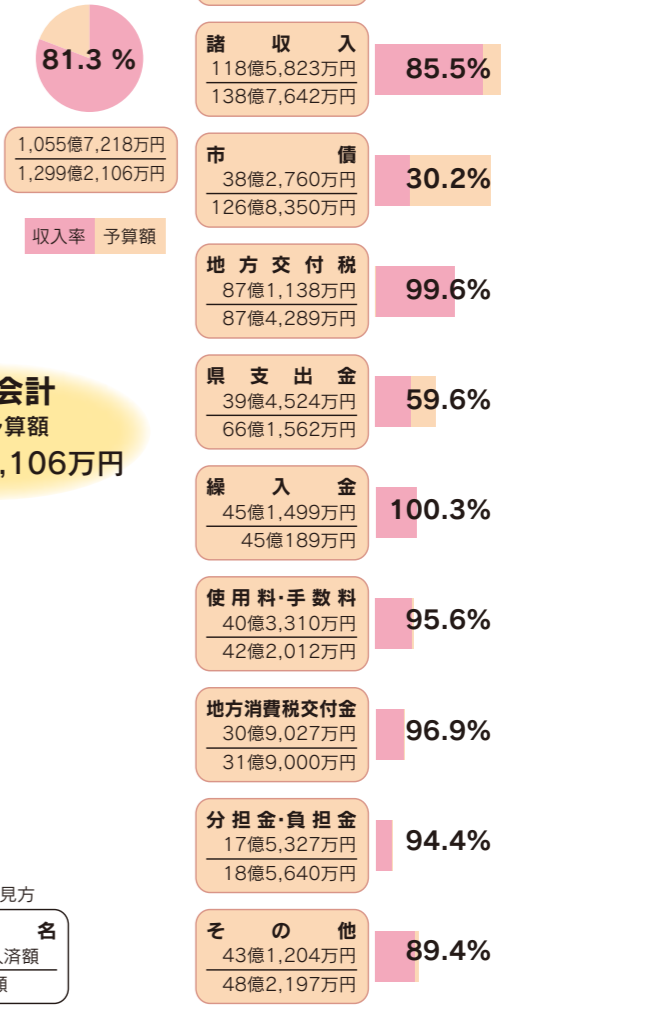 81.3 %
1,055億7,218万円
1,299億2,106万円
収入率 予算額
会計
算額
,106万円
見方
名
済額
額
諸収入
118億5,823万円
138億7,642万円
85.5%
市債
38億2,760万円
126億8,350万円
30.2%
地方交付税
87億1,138万円
87億4,289万円
99.6%
県支出金
39億4,524万円
66億1,562万円
59.6%
繰入金
45億1,499万円
45億189万円
100.3%
使用料・手数料
40億3,310万円
42億2,012万円
95.6%
地方消費税交付金
30億9,027万円
31億9,000万円
96.9%
分担金・負担金
17億5,327万円
18億5,640万円
94.4%
その他
43億1,204万円
48億2,197万円
89.4%